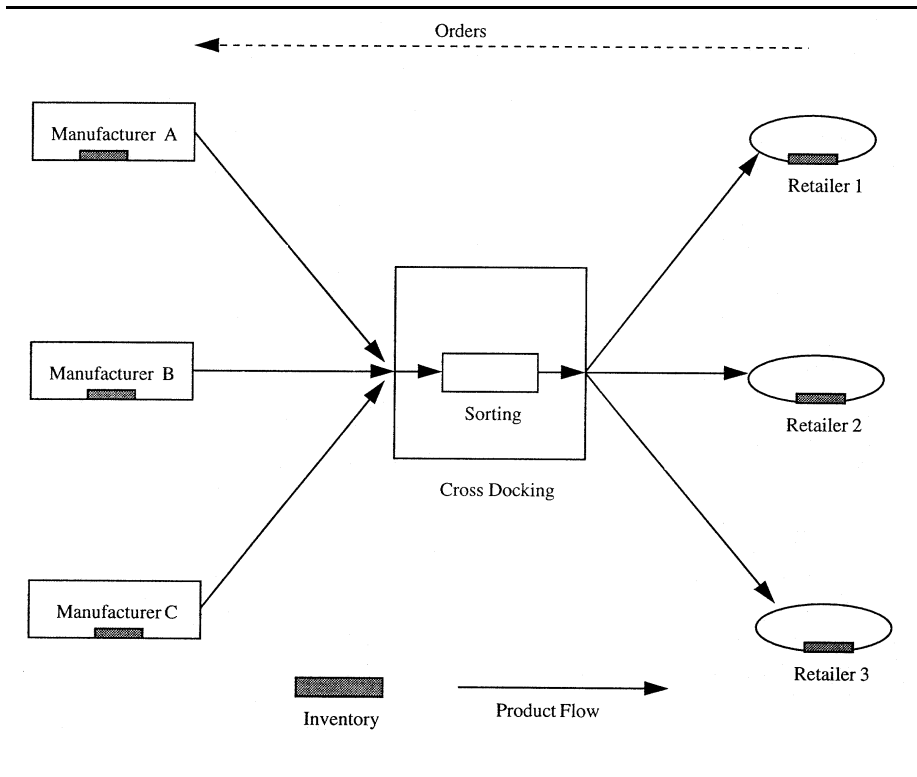 Orders
Manufacturer A
Retailer 1
Manufacturer B
Sorting
Retailer 2
Cross Docking
Manufacturer C
Retailer 3
Inventory
Product Flow